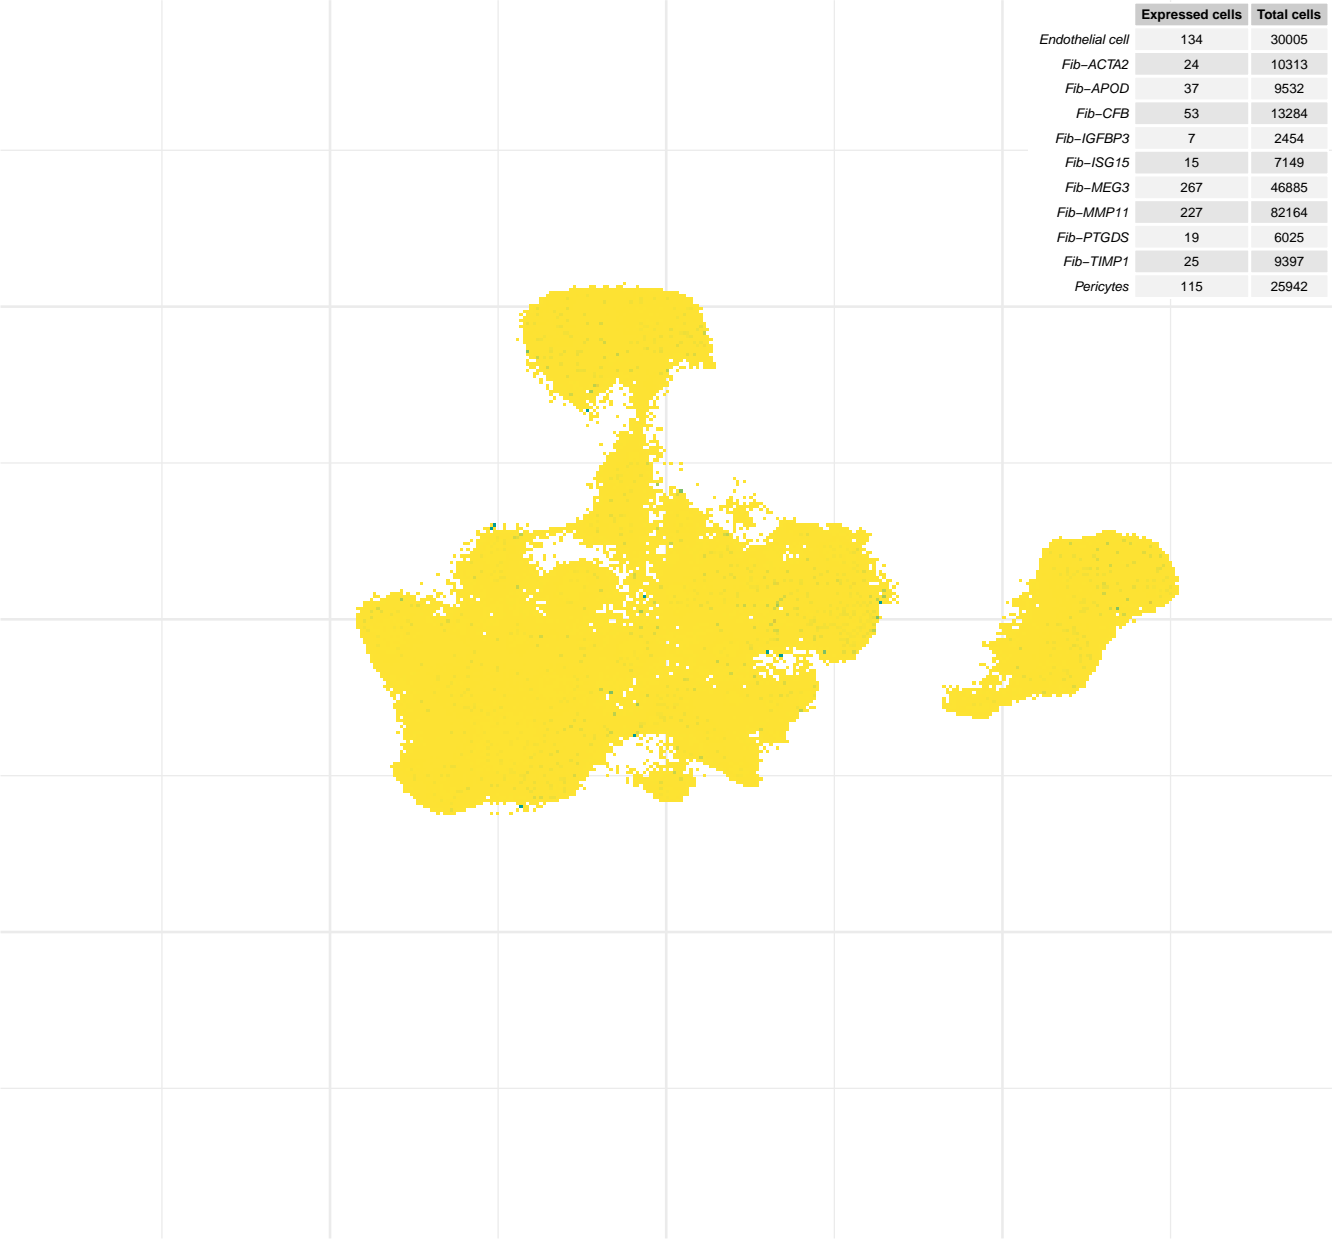 Expressed cells Total cells
Endothelial cell 134 30005
Fib−ACTA2 24 10313
Fib−APOD 37 9532
Fib−CFB 53 13284
Fib−IGFBP3 7 2454
Fib−ISG15 15 7149
Fib−MEG3 267 46885
Fib−MMP11 227 82164
Fib−PTGDS 19 6025
Fib−TIMP1 25 9397
Pericytes 115 25942